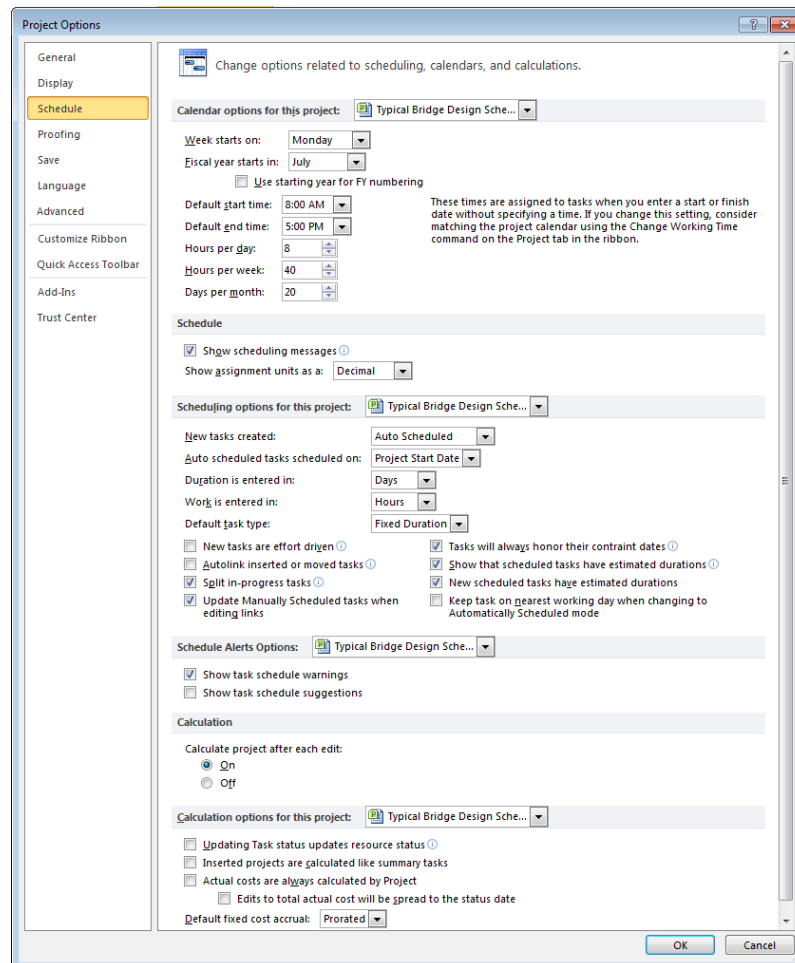 Project Options
General
Display
Schedule
Proofing
Save
Language
Advanced
Customize Ribbon
Quick Access Toolbar
Add-Ins
Trust Center
Change options related to scheduling, calendars, and calculations.
Calendar options for this project: Typical Bridge Design Sche...
Week starts on: Monday
Fiscal year starts in: July
Use starting year for FY numbering
Default start time: 8:00 AM
Default end time: 5:00 PM
Hours per day: 8
Hours per week: 40
Days per month: 20
These times are assigned to tasks when you enter a start or finish
date without specifying a time. If you change this setting, consider
matching the project calendar using the Change Working Time
command on the Project tab in the ribbon.
Schedule
Show scheduling messages
Show assignment units as a: Decimal
Scheduling options for this project: Typical Bridge Design Sche...
New tasks created: Auto Scheduled
Auto scheduled tasks scheduled on: Project Start Date
Duration is entered in: Days
Work is entered in: Hours
Default task type: Fixed Duration
New tasks are effort driven
Autolink inserted or moved tasks
Split in-progress tasks
Update Manually Scheduled tasks when
editing links
Tasks will always honor their contraint dates
Show that scheduled tasks have estimated durations
New scheduled tasks have estimated durations
Keep task on nearest working day when changing to
Automatically Scheduled mode
Schedule Alerts Options: Typical Bridge Design Sche...
Show task schedule warnings
Show task schedule suggestions
Calculation
Calculate project after each edit:
On
Off
Calculation options for this project: Typical Bridge Design Sche...
Updating Task status updates resource status
Inserted projects are calculated like summary tasks
Actual costs are always calculated by Project
Edits to total actual cost will be spread to the status date
Default fixed cost accrual: Prorated
OK
Cancel